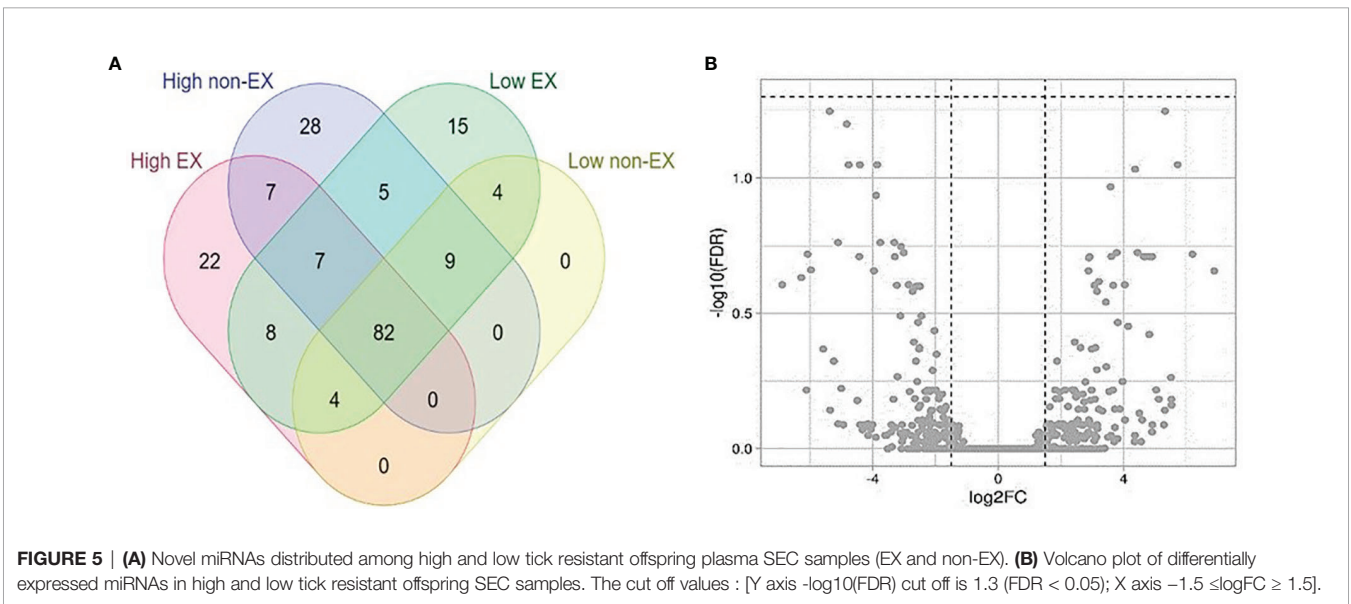 A
B
High non-EX
Low EX
High EX
Low non-EX
28
15
7
5
4
22
7
9
0
8
82
0
4
0
0
-log10(FDR)
1.0
0.5
0.0
-4
0
4
log2FC
FIGURE 5 | (A) Novel miRNAs distributed among high and low tick resistant offspring plasma SEC samples (EX and non-EX). (B) Volcano plot of differentially
expressed miRNAs in high and low tick resistant offspring SEC samples. The cut off values : [Y axis -log10(FDR) cut off is 1.3 (FDR < 0.05); X axis −1.5 ≤logFC ≥ 1.5].